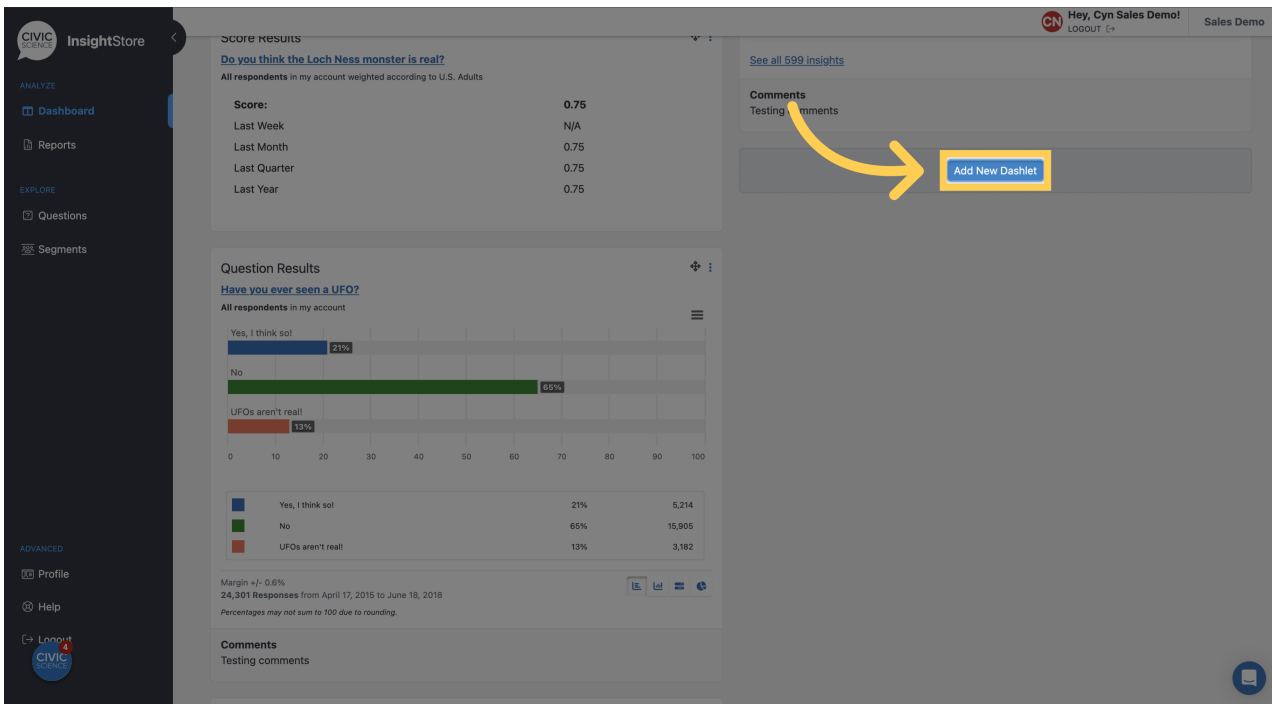 CIVIC
SCIENCE
InsightStore
Hey, Cyn Sales Demo!
CN
LOGOUT
Sales Demo
ANALYZE
Dashboard
Reports
EXPLORE
Questions
Segments
ADVANCED
Profile
Help
Logout
4
CIVIC
SCIENCE
Score Results
Do you think the Loch Ness monster is real?
All respondents in my account weighted according to U.S. Adults
Score: 0.75
Last Week N/A
Last Month 0.75
Last Quarter 0.75
Last Year 0.75
Question Results
Have you ever seen a UFO?
All respondents in my account
Yes, I think so!
21%
No
65%
UFOs aren't real!
13%
0 10 20 30 40 50 60 70 80 90 100
Yes, I think so! 21% 5,214
No 65% 15,905
UFOs aren't real! 13% 3,182
Margin +/- 0.6%
24,301 Responses from April 17, 2015 to June 18, 2018
Percentages may not sum to 100 due to rounding.
Comments
Testing comments
See all 599 insights
Comments
Testing comments
Add New Dashlet